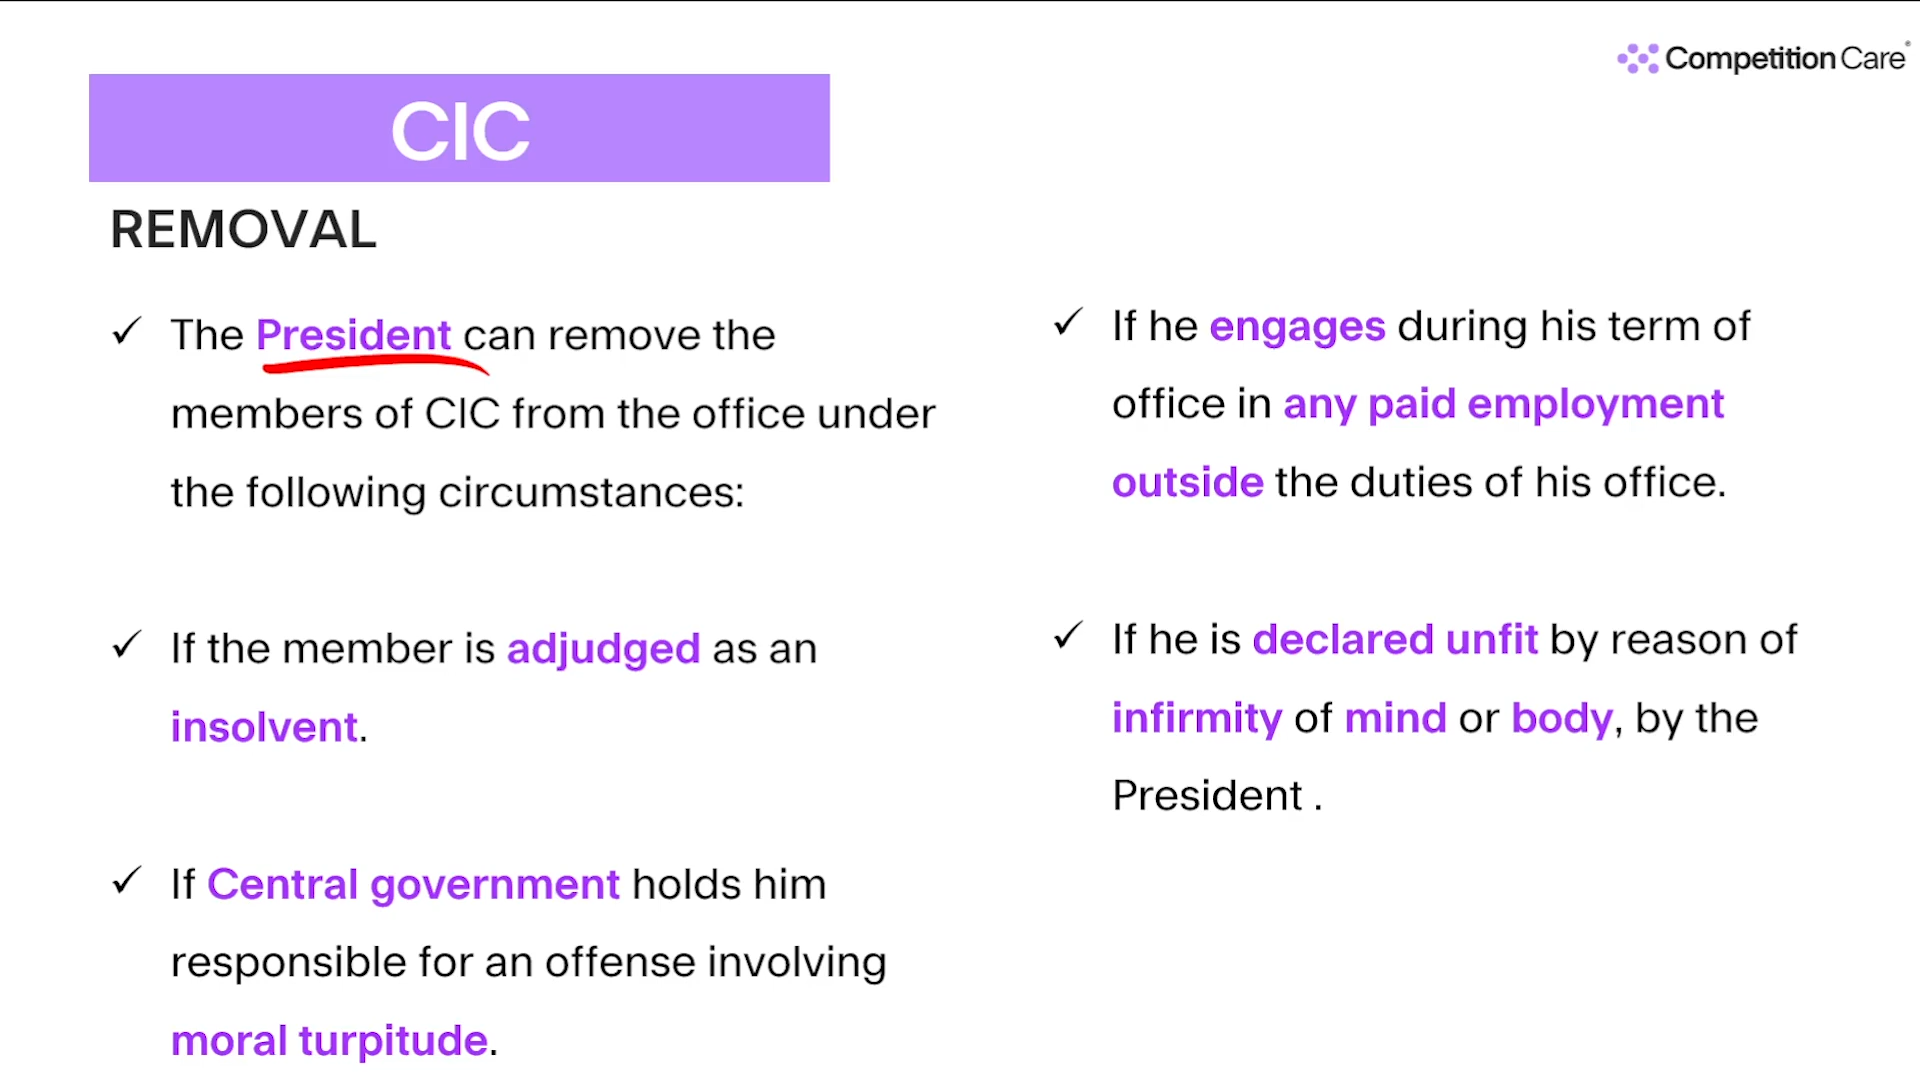 Competition Care
CIC
REMOVAL
✓ The President can remove the
members of CIC from the office under
the following circumstances:
✓ If the member is adjudged as an
insolvent.
✓ If Central government holds him
responsible for an offense involving
moral turpitude.
✓ If he engages during his term of
office in any paid employment
outside the duties of his office.
✓ If he is declared unfit by reason of
infirmity of mind or body, by the
President .